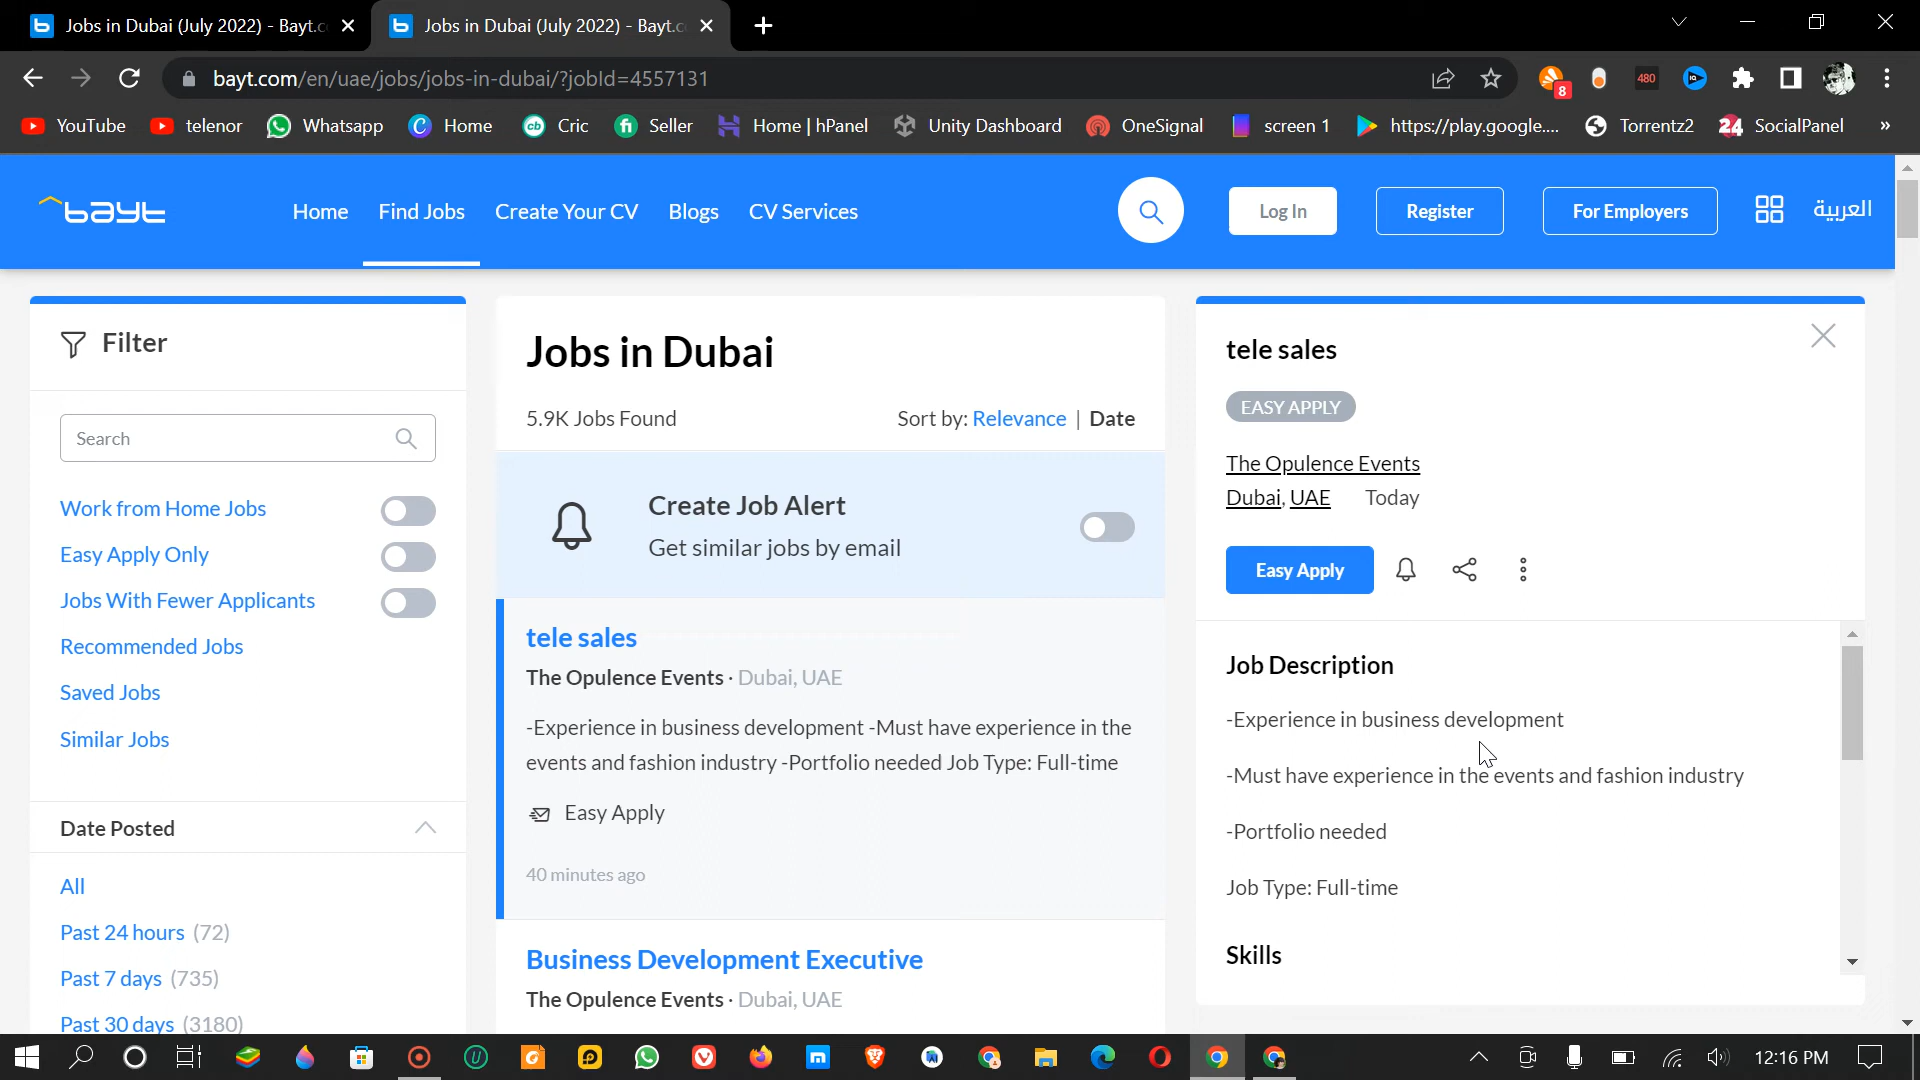 Jobs in Dubai (July 2022) - Bayt.c
Jobs in Dubai (July 2022) - Bayt.c
bayt.com/en/uae/jobs/jobs-in-dubai/?jobId=4557131
8
480
YouTube
telenor
Whatsapp
Home
Cric
Seller
Home | hPanel
Unity Dashboard
OneSignal
screen 1
https://play.google....
Torrentz2
24
SocialPanel
»
bayt
Home
Find Jobs
Create Your CV
Blogs
CV Services
Log In
Register
For Employers
العربية
Filter
Search
Work from Home Jobs
Easy Apply Only
Jobs With Fewer Applicants
Recommended Jobs
Saved Jobs
Similar Jobs
Date Posted
All
Past 24 hours (72)
Past 7 days (735)
Past 30 days (3180)
Jobs in Dubai
5.9K Jobs Found
Sort by: Relevance | Date
Create Job Alert
Get similar jobs by email
tele sales
The Opulence Events · Dubai, UAE
-Experience in business development -Must have experience in the
events and fashion industry -Portfolio needed Job Type: Full-time
Easy Apply
40 minutes ago
Business Development Executive
The Opulence Events · Dubai, UAE
tele sales
EASY APPLY
The Opulence Events
Dubai, UAE Today
Easy Apply
Job Description
-Experience in business development
-Must have experience in the events and fashion industry
-Portfolio needed
Job Type: Full-time
Skills
12:16 PM